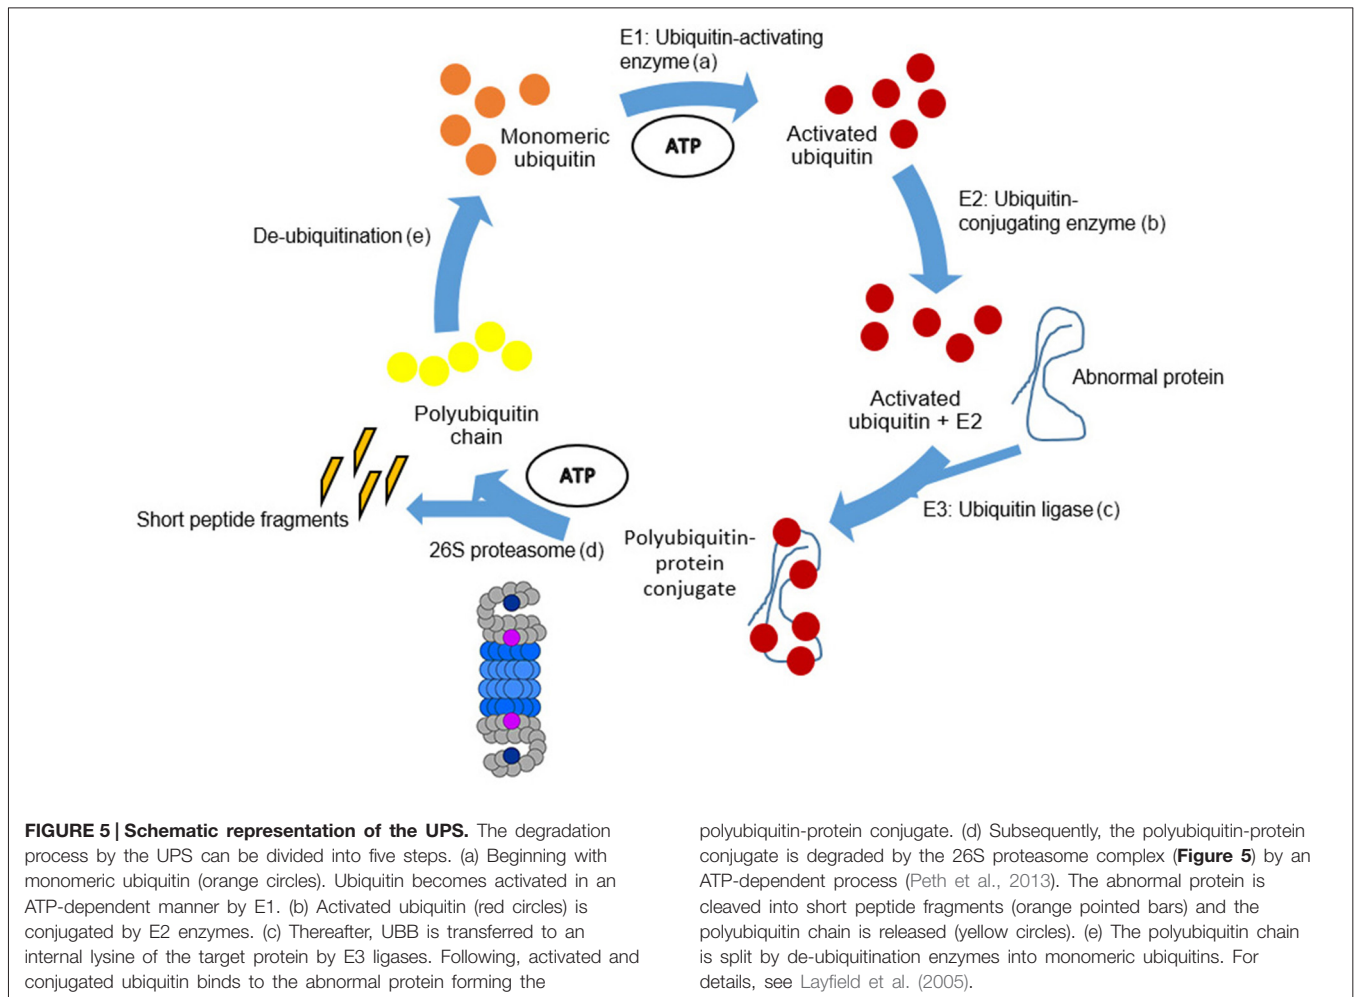 E1: Ubiquitin-activating
enzyme (a)
Monomeric
ubiquitin
ATP
Activated
ubiquitin
E2: Ubiquitin-
conjugating enzyme (b)
De-ubiquitination (e)
Abnormal protein
Activated
ubiquitin + E2
Polyubiquitin
chain
ATP
E3: Ubiquitin ligase (c)
Short peptide fragments
26S proteasome (d)
Polyubiquitin-
protein
conjugate
FIGURE 5 | Schematic representation of the UPS. The degradation
process by the UPS can be divided into five steps. (a) Beginning with
monomeric ubiquitin (orange circles). Ubiquitin becomes activated in an
ATP-dependent manner by E1. (b) Activated ubiquitin (red circles) is
conjugated by E2 enzymes. (c) Thereafter, UBB is transferred to an
internal lysine of the target protein by E3 ligases. Following, activated and
conjugated ubiquitin binds to the abnormal protein forming the
polyubiquitin-protein conjugate. (d) Subsequently, the polyubiquitin-protein
conjugate is degraded by the 26S proteasome complex (Figure 5) by an
ATP-dependent process (Peth et al., 2013). The abnormal protein is
cleaved into short peptide fragments (orange pointed bars) and the
polyubiquitin chain is released (yellow circles). (e) The polyubiquitin chain
is split by de-ubiquitination enzymes into monomeric ubiquitins. For
details, see Layfield et al. (2005).